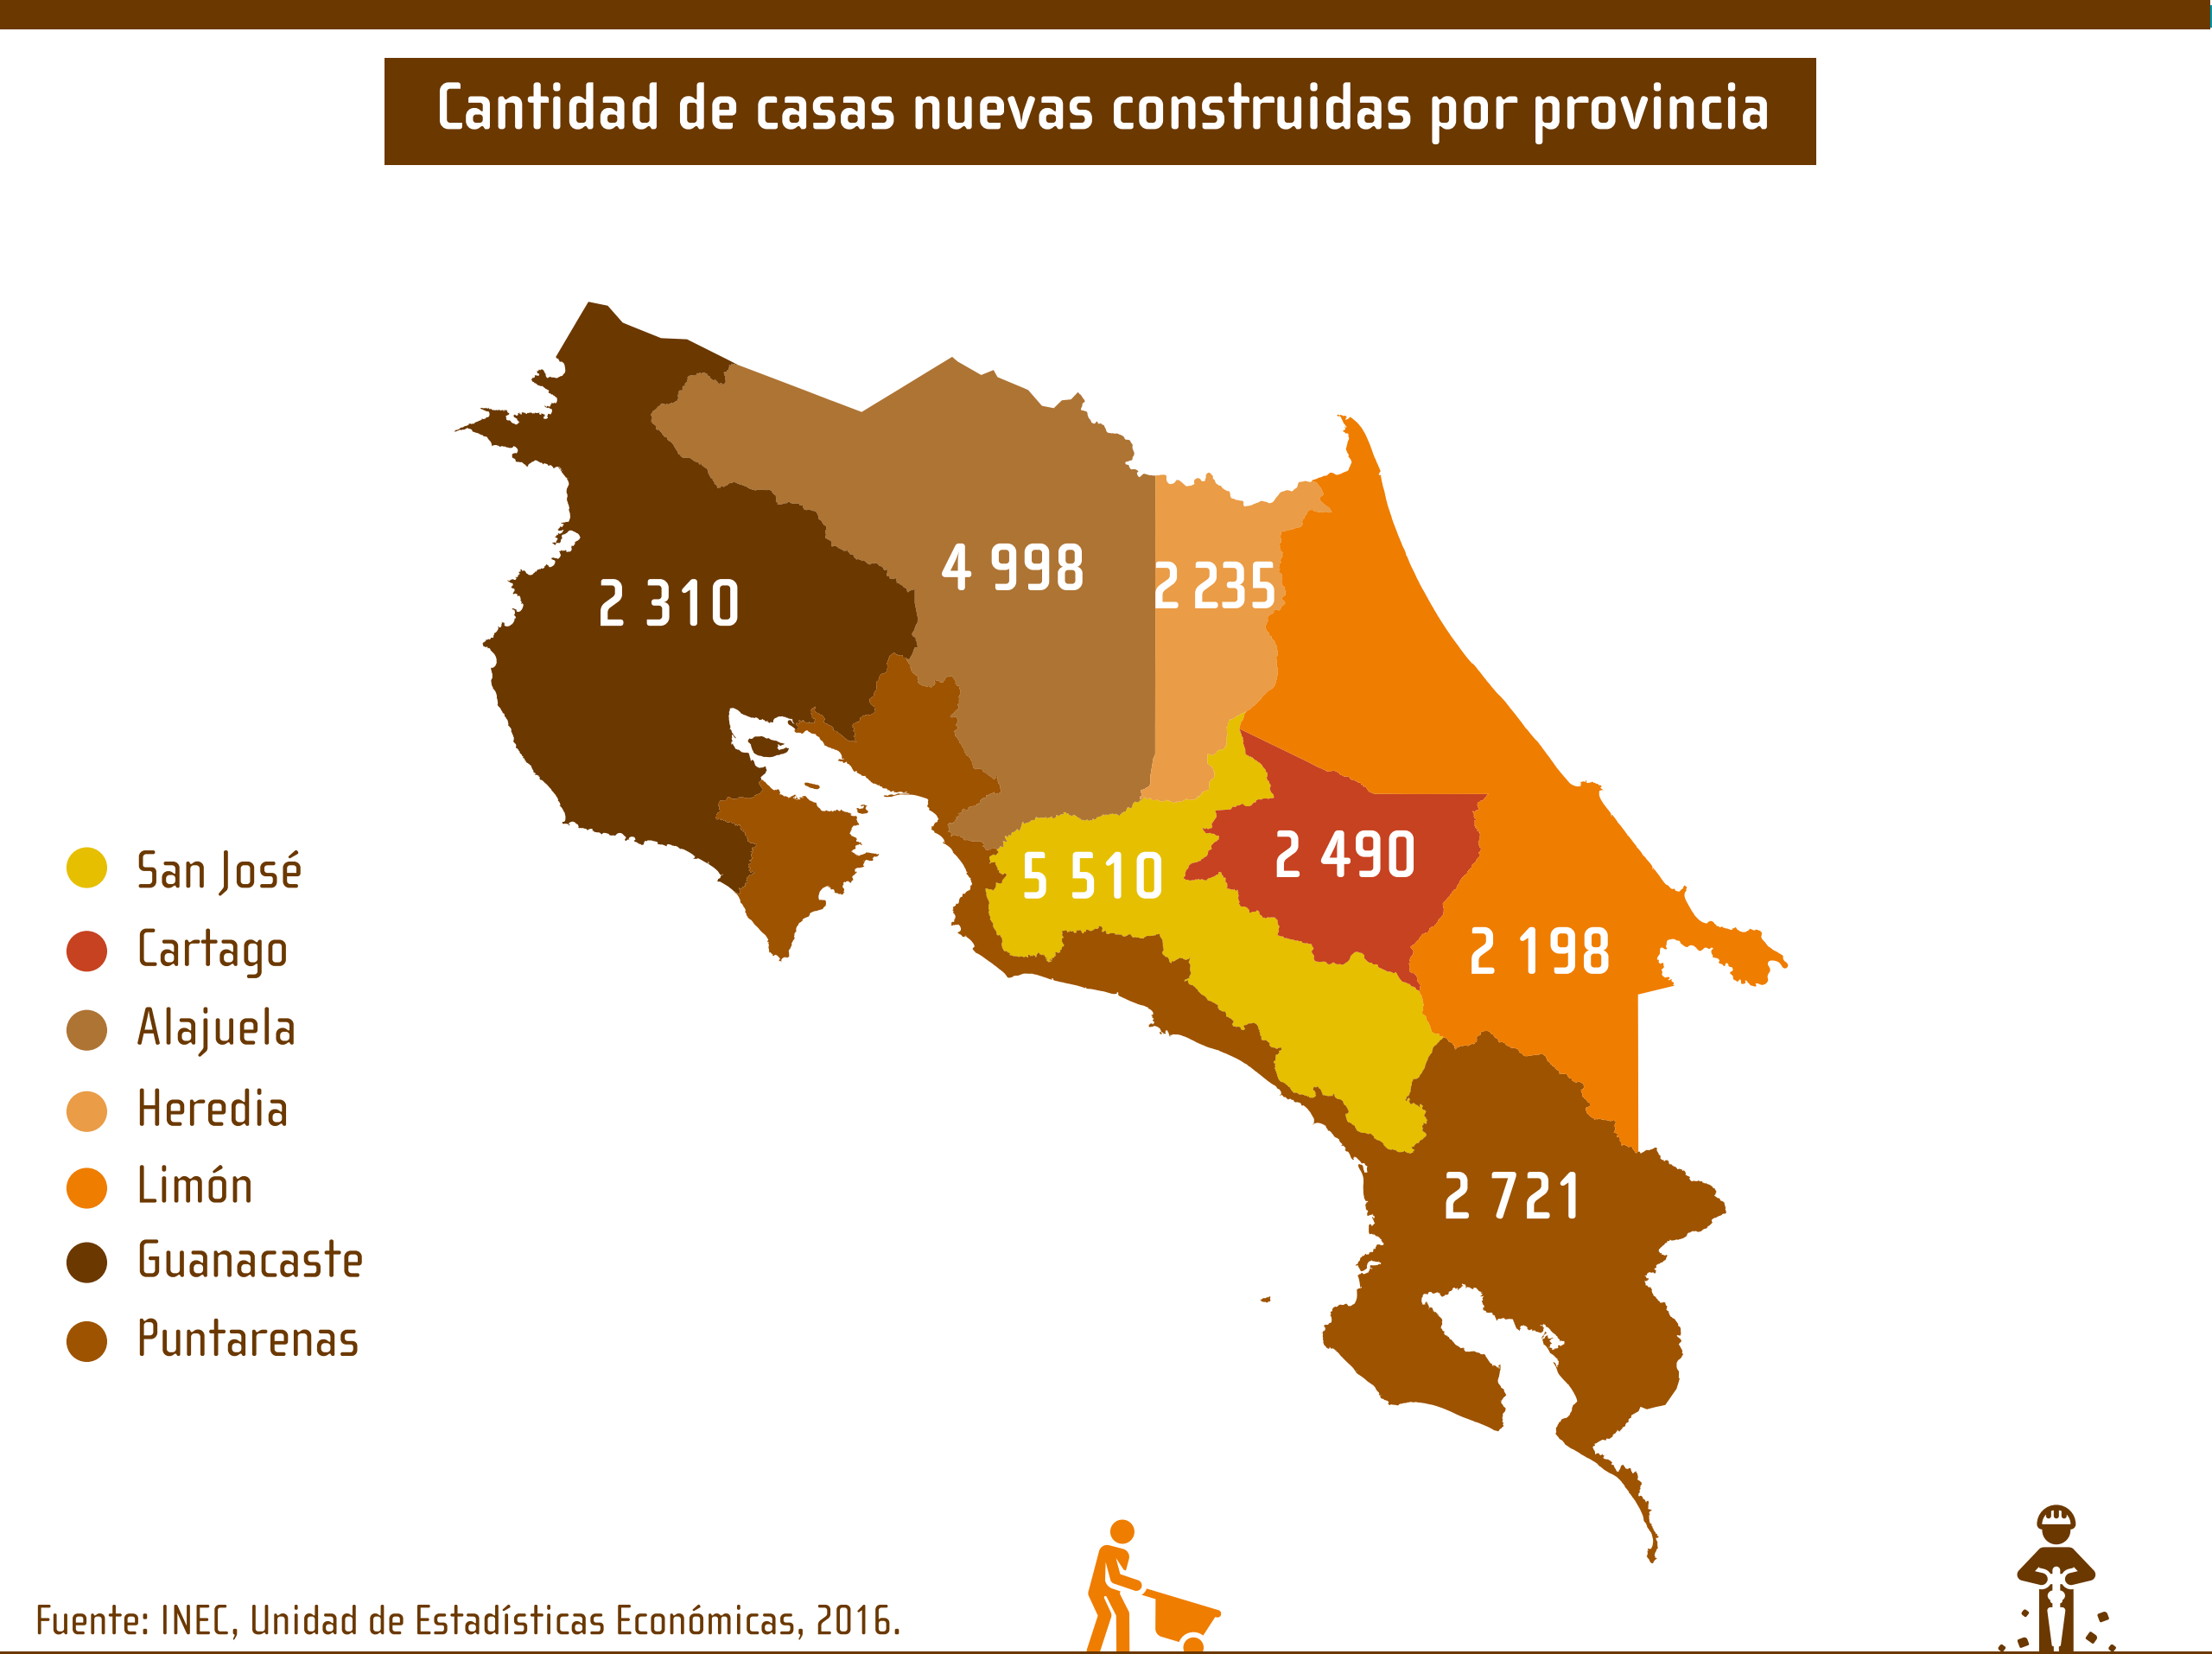 Cantidad de casas nuevas construidas por provincia
4 998
2 235
2 310
2 490
5 510
2 198
2 721
San José
Cartago
Alajuela
Heredia
Limón
Guanacaste
Puntarenas
Fuente: INEC, Unidad de Estadísticas Económicas, 2016.